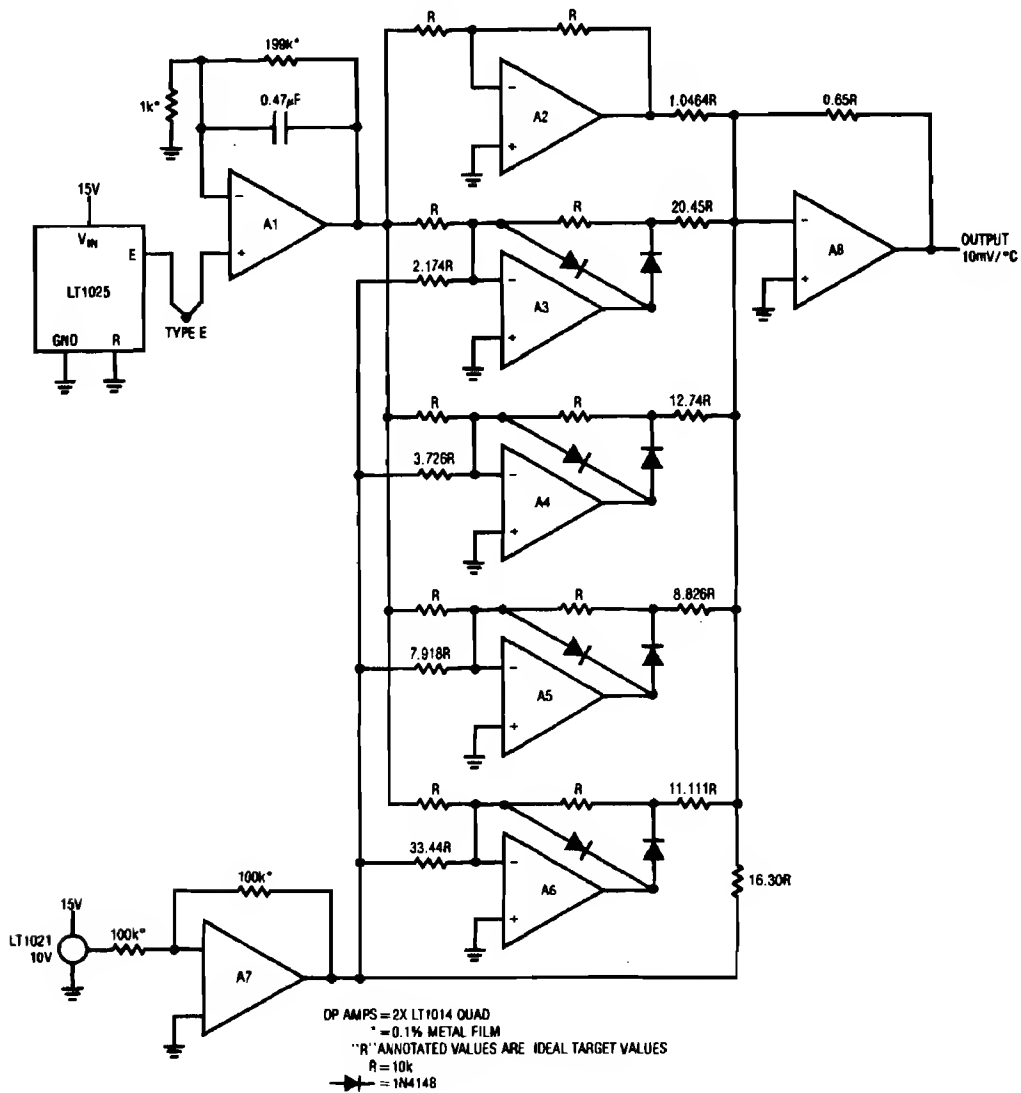 R
R
199k*
1k*
0.47µF
A2
1.0464R
0.65R
15V
VIN
E
LT1025
GND
R
TYPE E
A1
R
R
20.45R
2.174R
A3
A8
OUTPUT
10mV/°C
R
R
12.74R
3.726R
A4
R
R
8.826R
7.918R
A5
R
R
11.111R
33.44R
A6
16.30R
100k*
15V
LT1021
10V
100k*
A7
OP AMPS = 2X LT1014 QUAD
* = 0.1% METAL FILM
"R" ANNOTATED VALUES ARE IDEAL TARGET VALUES
R = 10k
= 1N4148